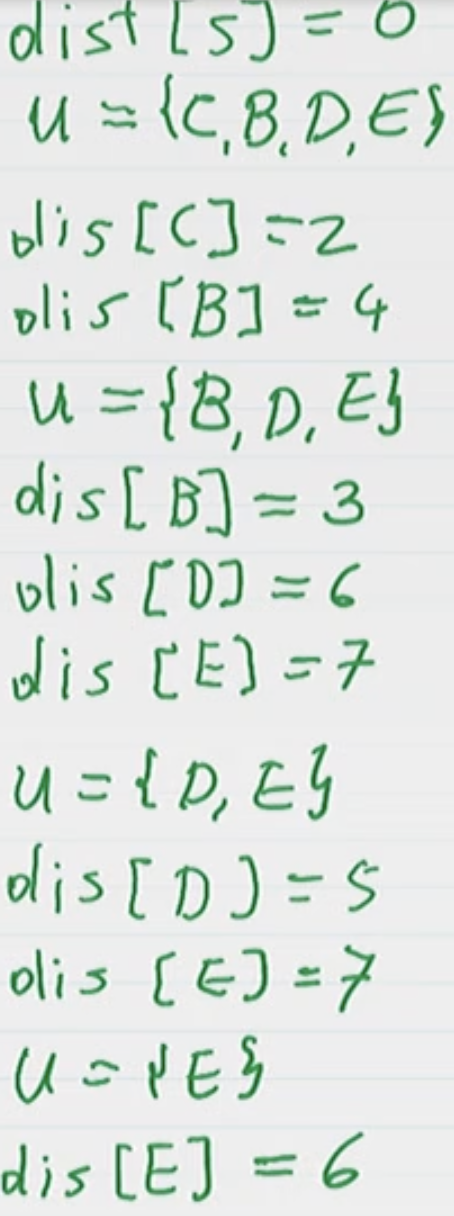 dist [S] = 0
U = {C, B, D, E}
dis [C] = 2
dis [B] = 4
U = {B, D, E}
dis [B] = 3
dis [D] = 6
dis [E] = 7
U = {D, E}
dis [D] = 5
dis [E] = 7
U = {E}
dis [E] = 6